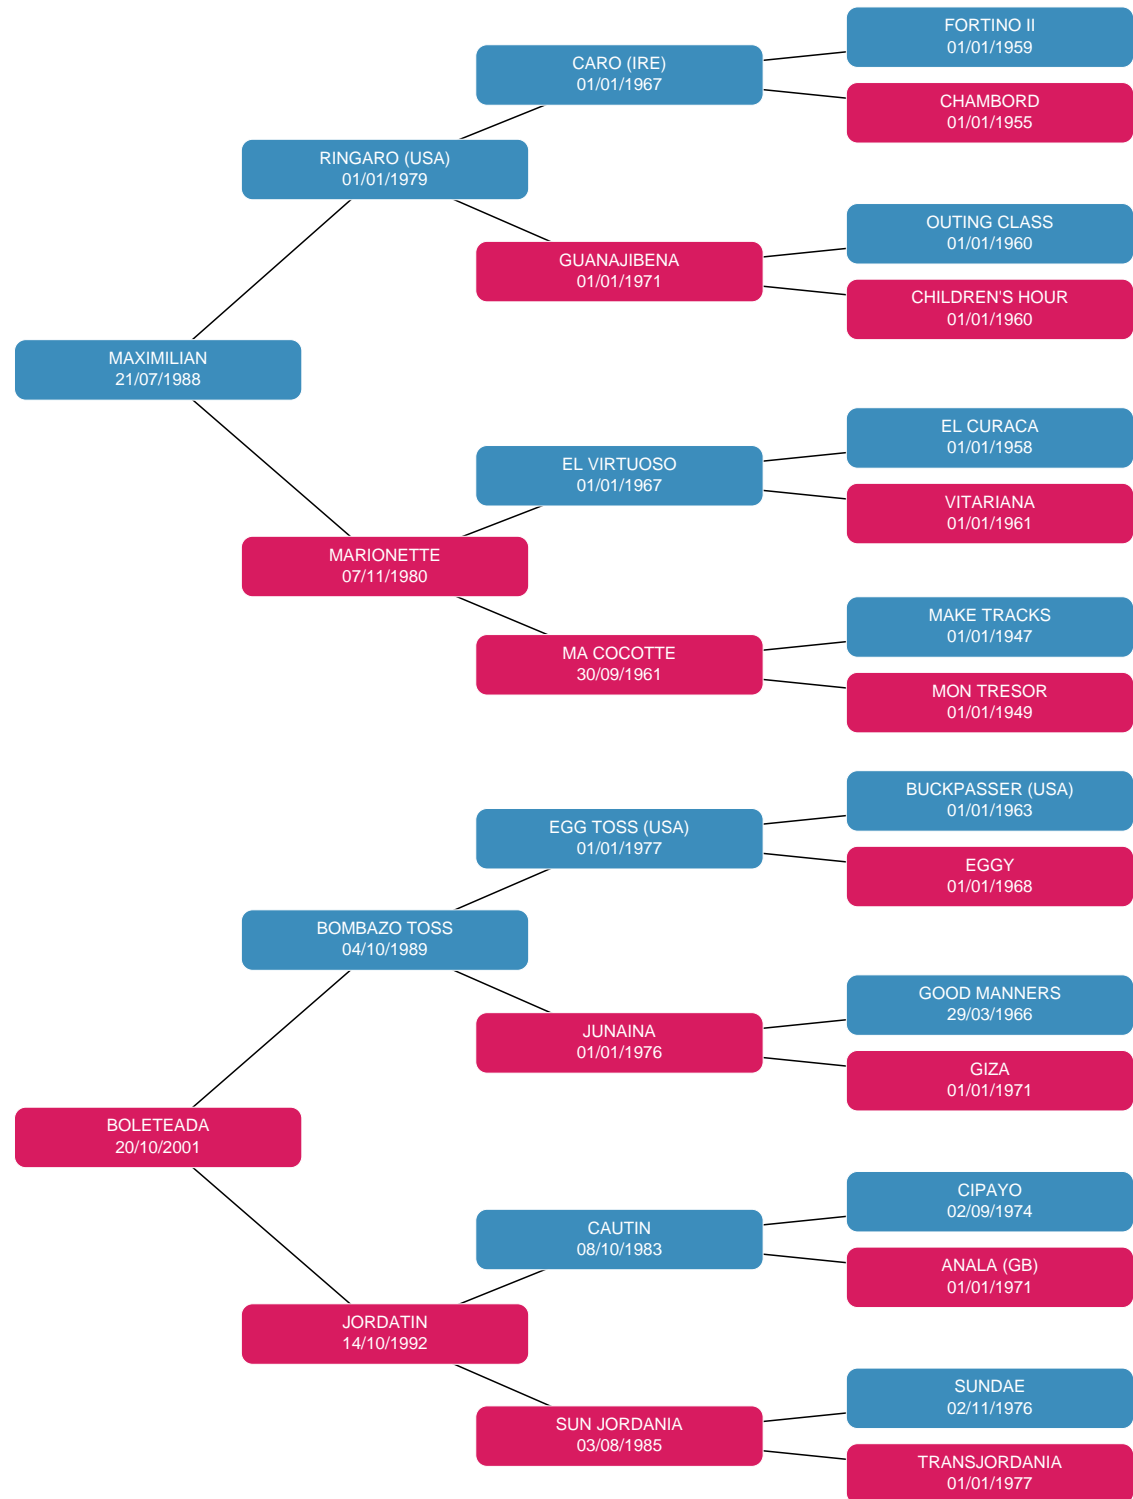 FORTINO II
01/01/1959
CARO (IRE)
01/01/1967
CHAMBORD
01/01/1955
RINGARO (USA)
01/01/1979
OUTING CLASS
01/01/1960
GUANAJIBENA
01/01/1971
CHILDREN'S HOUR
01/01/1960
MAXIMILIAN
21/07/1988
EL CURACA
01/01/1958
EL VIRTUOSO
01/01/1967
VITARIANA
01/01/1961
MARIONETTE
07/11/1980
MAKE TRACKS
01/01/1947
MA COCOTTE
30/09/1961
MON TRESOR
01/01/1949
BUCKPASSER (USA)
01/01/1963
EGG TOSS (USA)
01/01/1977
EGGY
01/01/1968
BOMBAZO TOSS
04/10/1989
GOOD MANNERS
29/03/1966
JUNAINA
01/01/1976
GIZA
01/01/1971
BOLETEADA
20/10/2001
CIPAYO
02/09/1974
CAUTIN
08/10/1983
ANALA (GB)
01/01/1971
JORDATIN
14/10/1992
SUNDAE
02/11/1976
SUN JORDANIA
03/08/1985
TRANSJORDANIA
01/01/1977